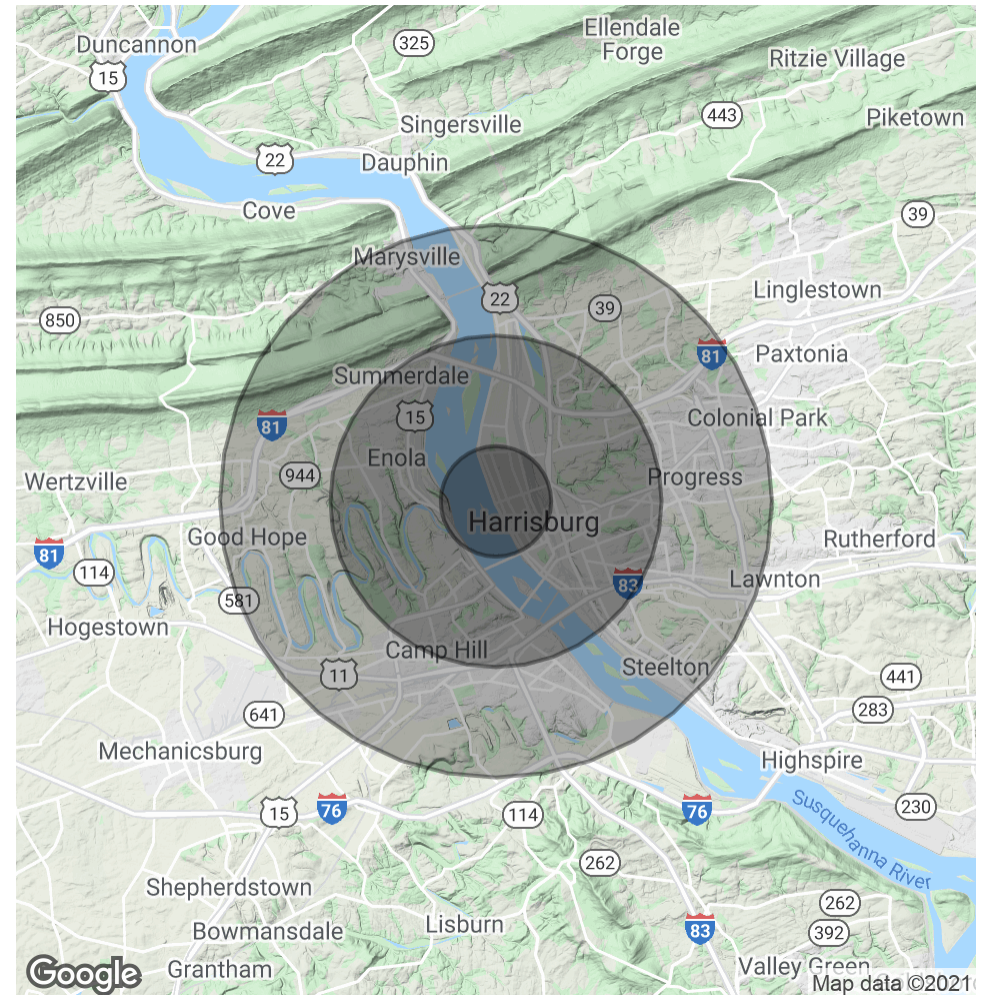 Duncannon
15
325
Ellendale
Forge
Ritzie Village
443
Piketown
Singersville
22
Dauphin
Cove
39
Marysville
Linglestown
22
39
850
81
Paxtonia
Summerdale
15
81
Colonial Park
Enola
944
Progress
Wertzville
Harrisburg
Good Hope
Rutherford
81
114
83
Lawnton
581
Hogestown
Camp Hill
Steelton
11
441
641
283
Mechanicsburg
Highspire
15
76
114
76
230
Susquehanna River
262
Shepherdstown
262
Bowmansdale
Lisburn
83
392
Grantham
Valley Green
Google
Map data ©2021